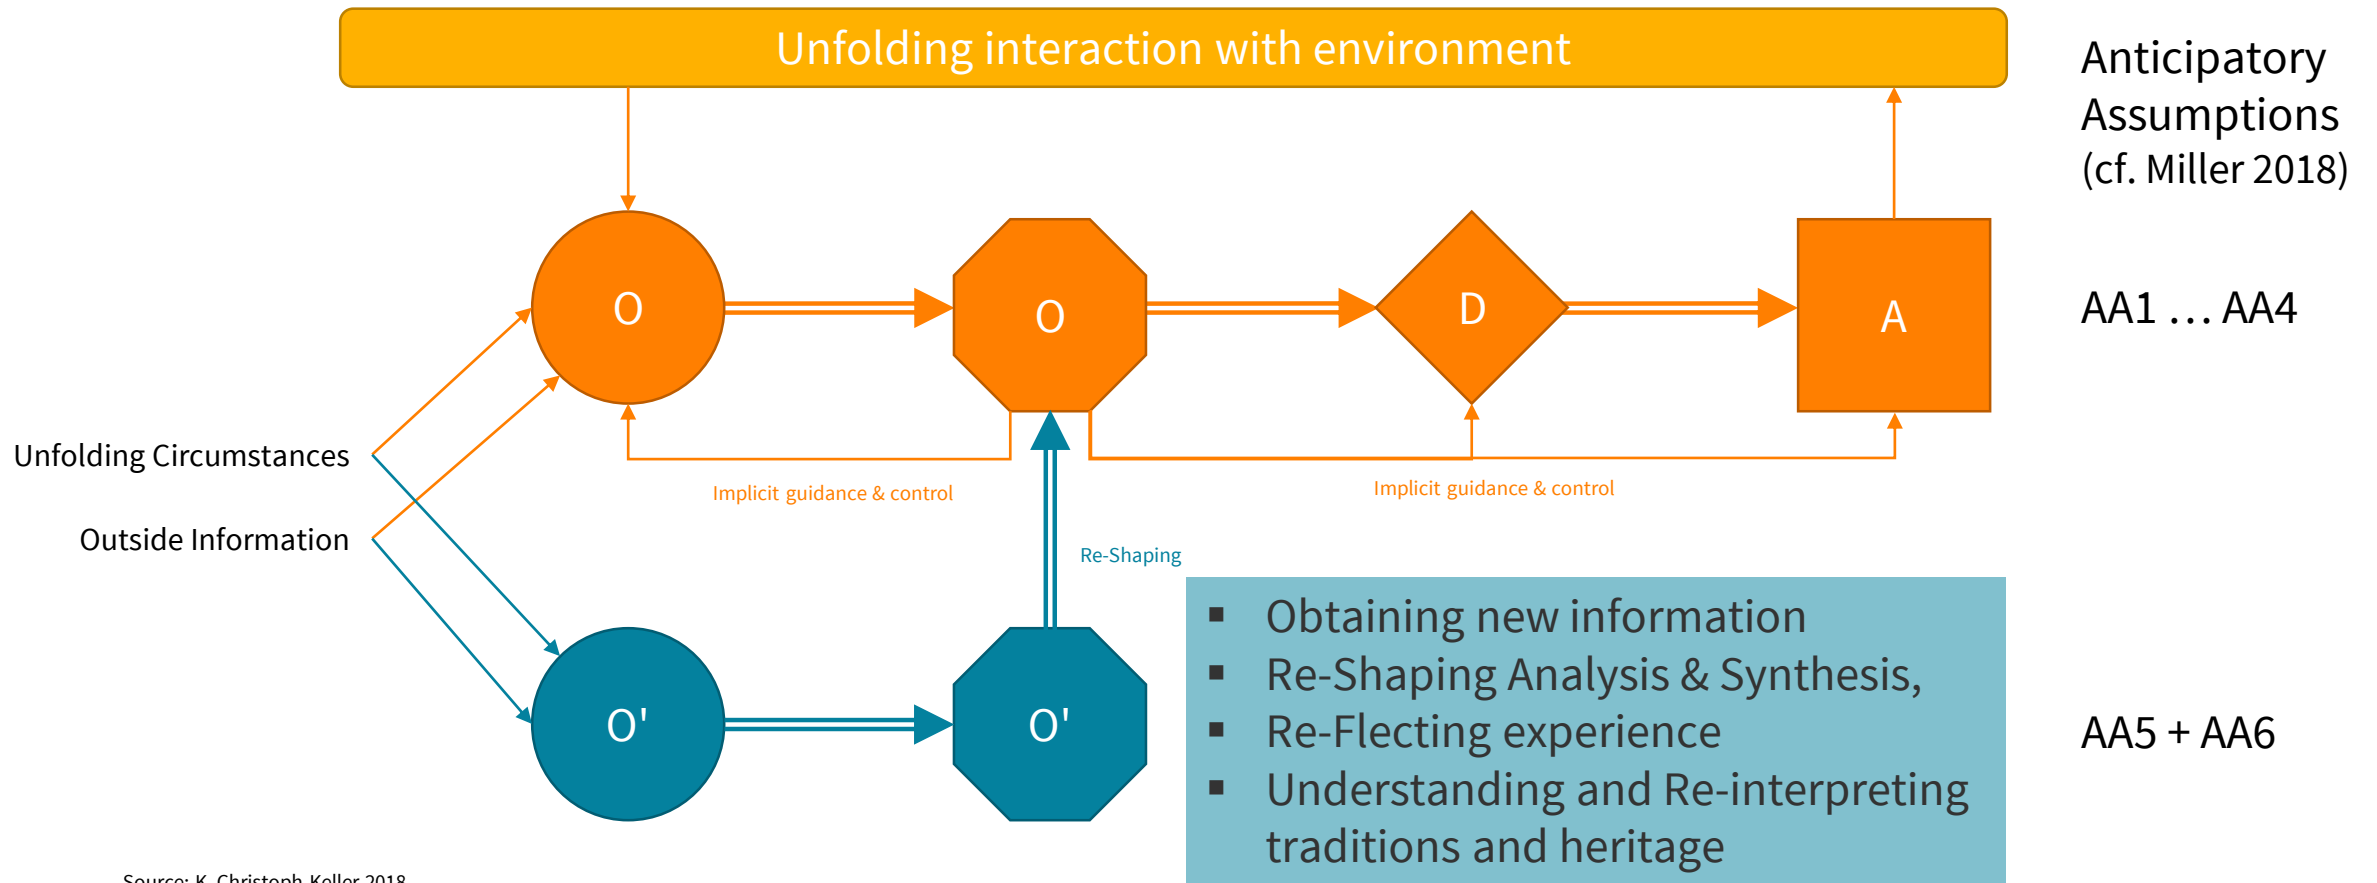 Unfolding interaction with environment
Anticipatory
Assumptions
(cf. Miller 2018)
O
O
D
A
AA1 … AA4
Unfolding Circumstances
Implicit guidance & control
Implicit guidance & control
Outside Information
Re-Shaping
O'
O'
▪ Obtaining new information
▪ Re-Shaping Analysis & Synthesis,
▪ Re-Flecting experience
▪ Understanding and Re-interpreting
traditions and heritage
AA5 + AA6
Source: K. Christoph Keller 2018